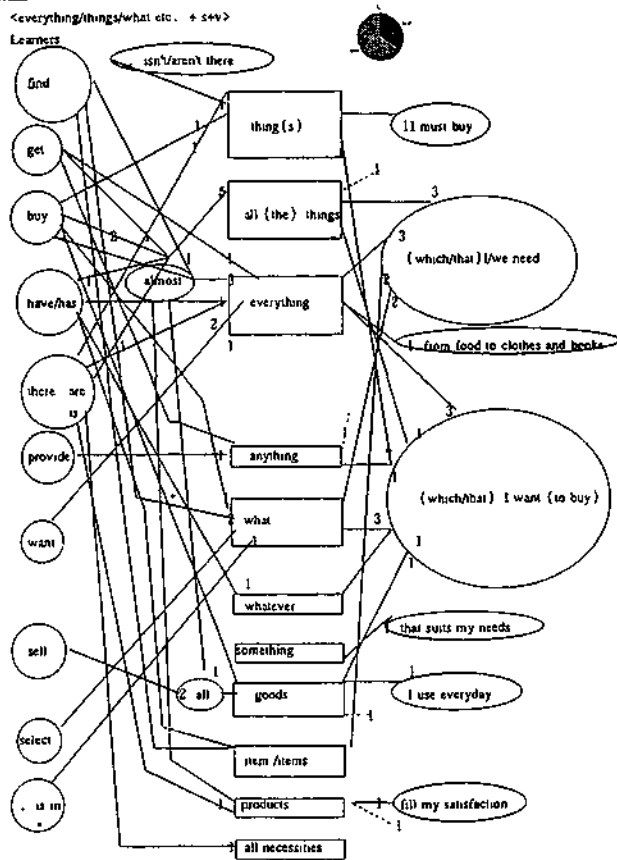 <everything/things/what etc. + s+v>
Learners
isn't/aren't there
find
thing(s)
11 must buy
get
all (the) things
buy
(which/that) I/we need
almost
have/has
everything
from food to clothes and books
there are
is
provide
anything
(which/that) I want (to buy)
want
what
whatever
that suits my needs
something
sell
all
goods
I use everyday
select
item /items
is in
products
fill my satisfaction
all necessities